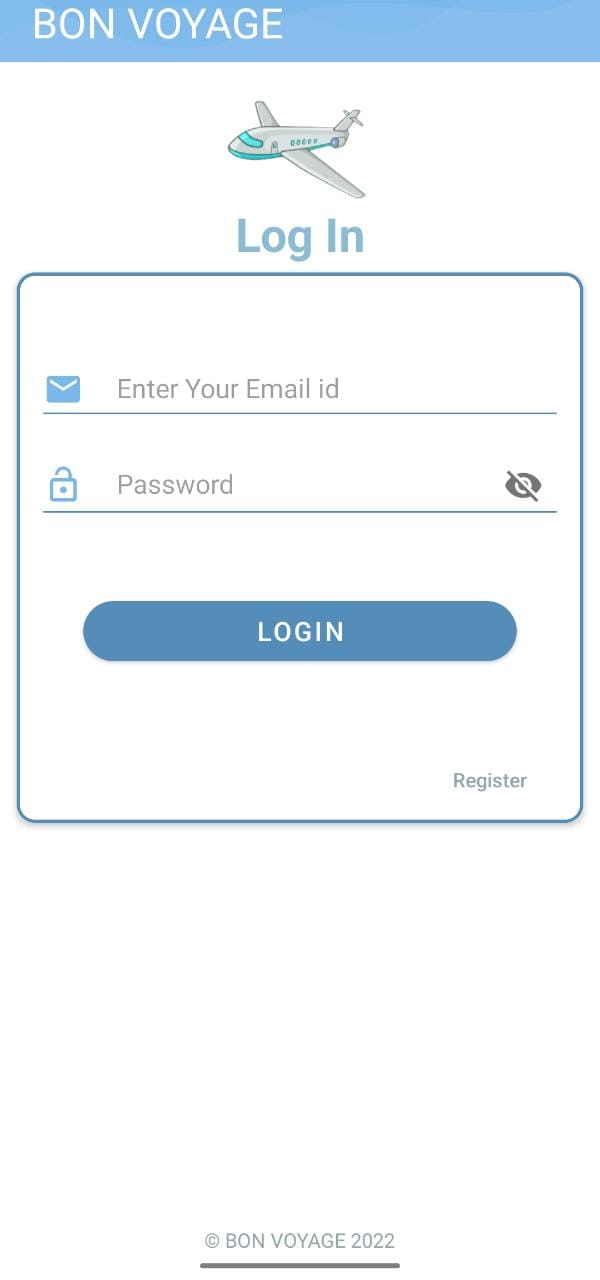 BON VOYAGE
Log In
Enter Your Email id
Password
LOGIN
Register
© BON VOYAGE 2022